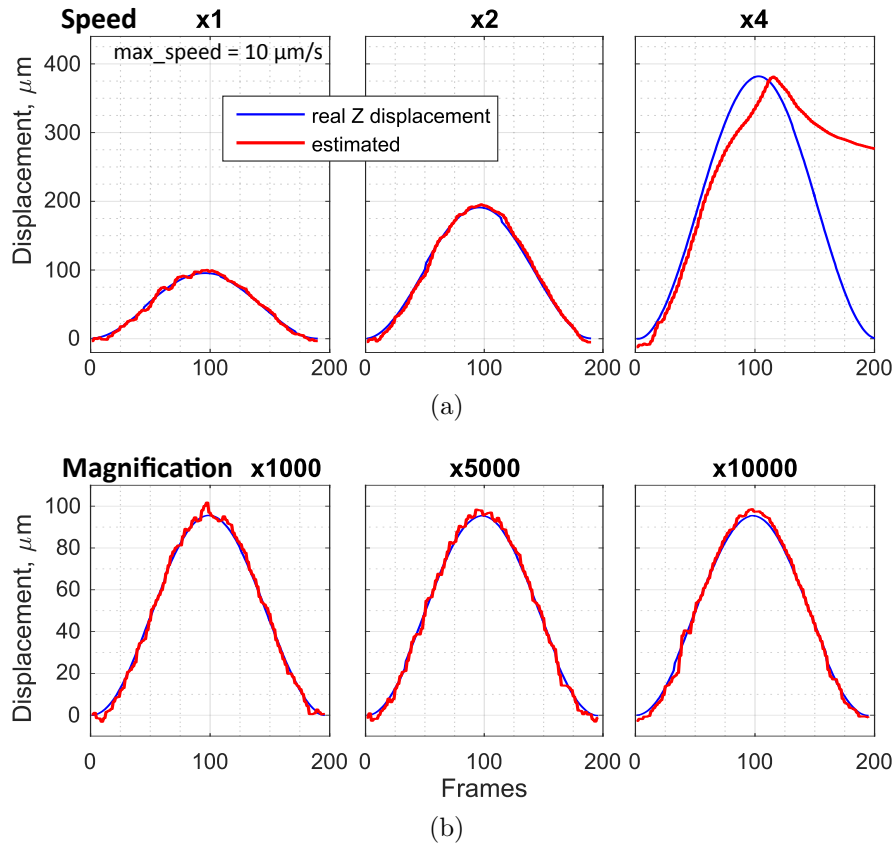 Speed x1 x2 x4
max_speed = 10 µm/s
real Z displacement
estimated
Displacement, μm
400
300
200
100
0
0 100 200 0 100 200 0 100 200
(a)
Magnification x1000 x5000 x10000
Displacement, μm
100
80
60
40
20
0
0 100 200 0 100 200 0 100 200
Frames
(b)